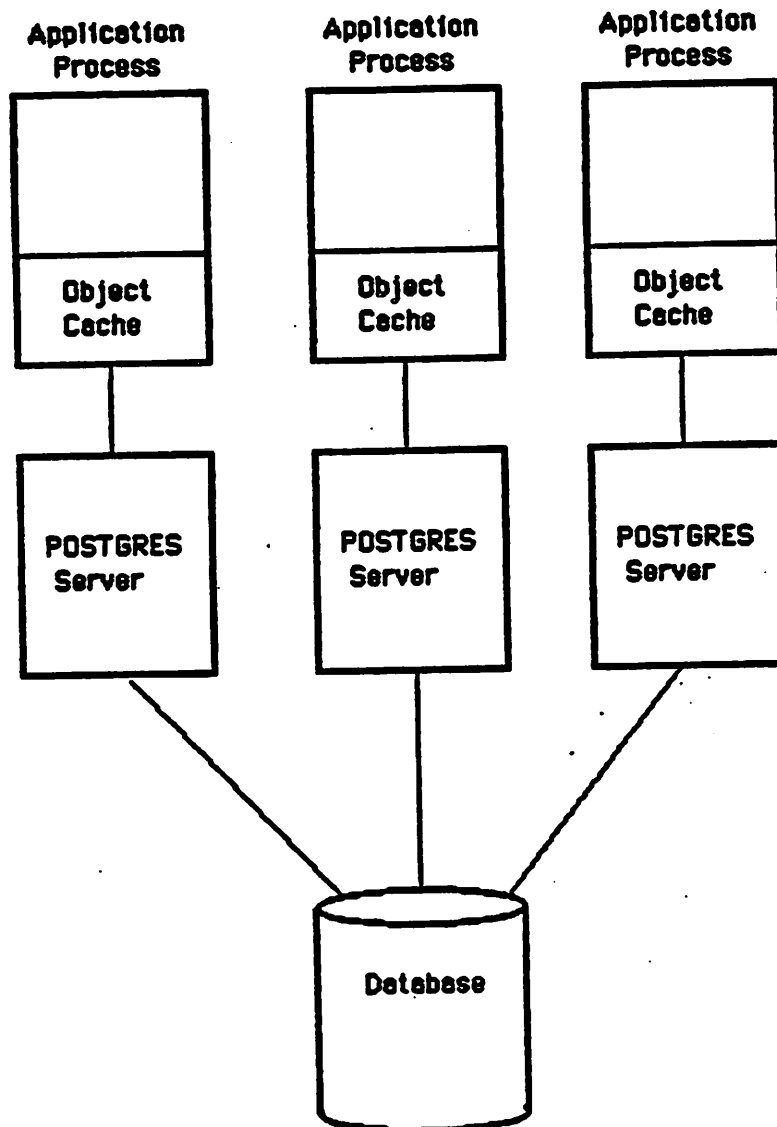 Application
Process
Application
Process
Application
Process
Object
Cache
Object
Cache
Object
Cache
POSTGRES
Server
POSTGRES
Server
POSTGRES
Server
Database